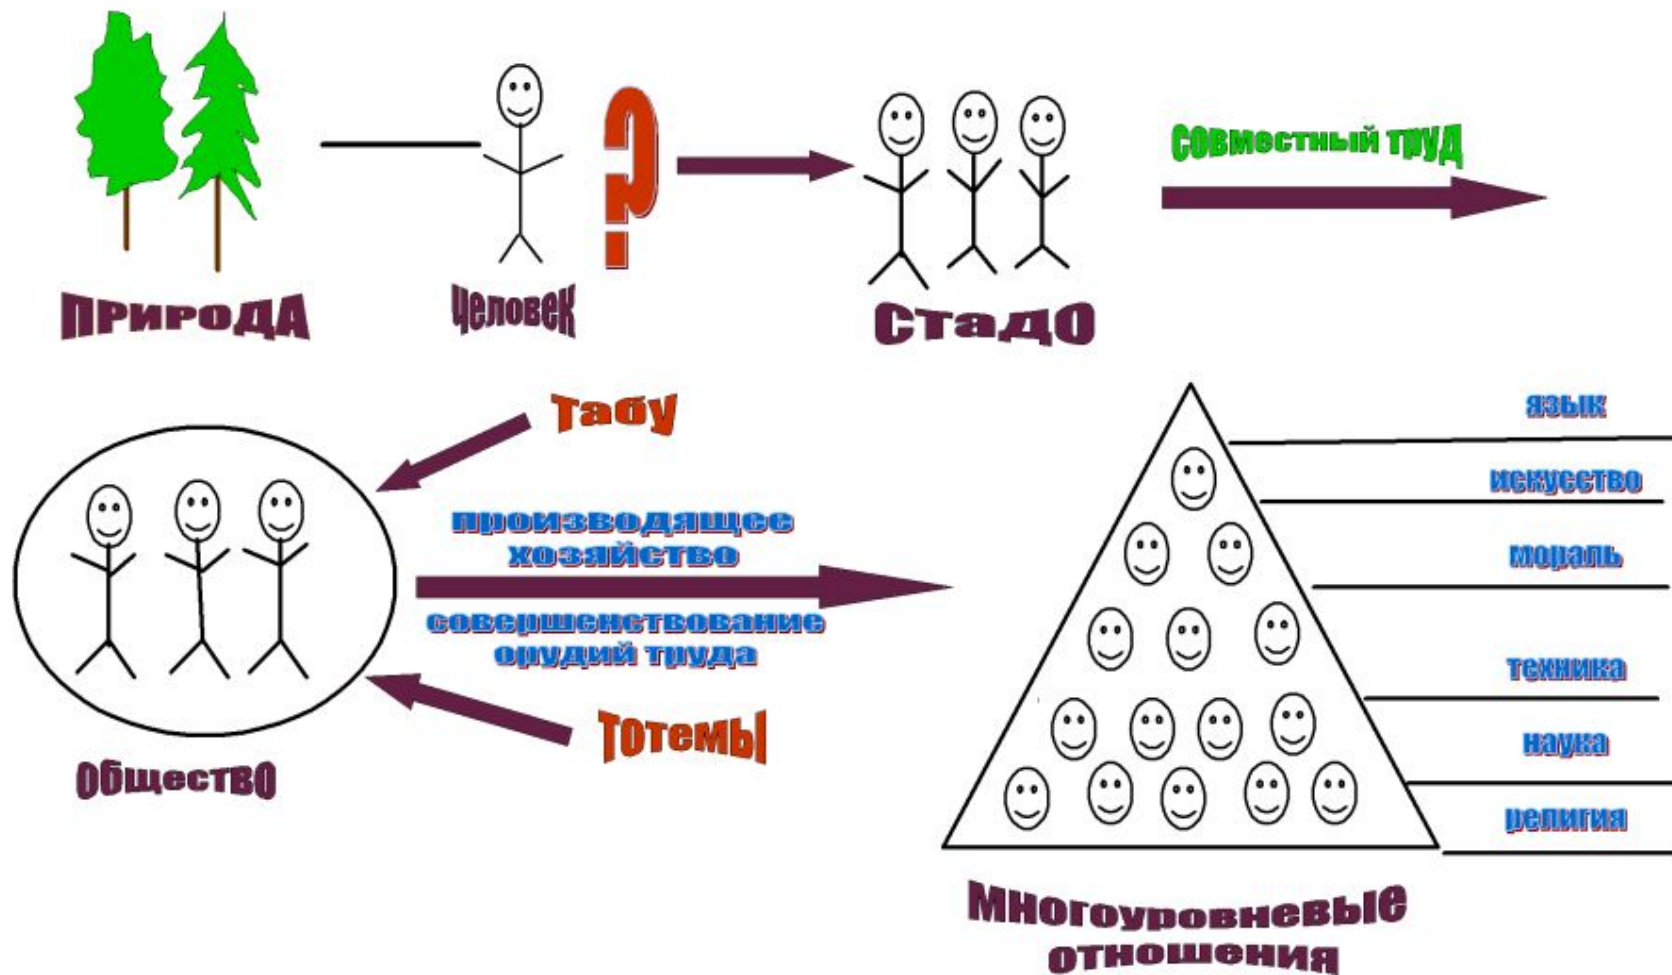 ?
СОВМЕСТНЫЙ ТРУД
ПРИРОДА
человек
Стадо
Табу
производящее
хозяйство
совершенствование
орудий труда
Тотемы
Общество
язык
искусство
мораль
техника
наука
религия
Многоуровневые
отношения